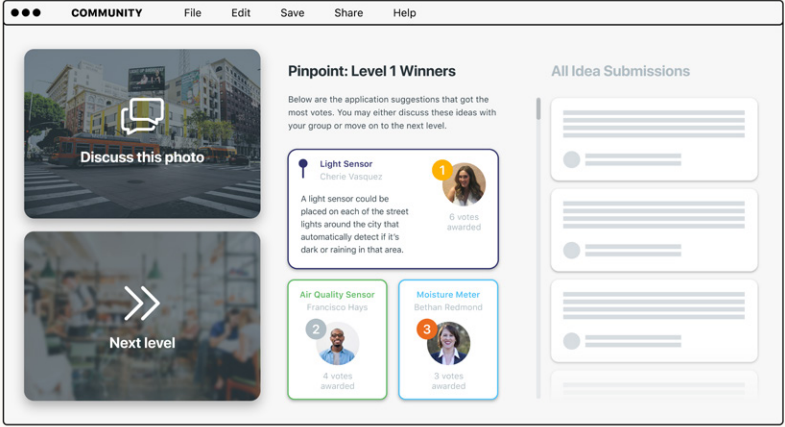 COMMUNITY File Edit Save Share Help
Discuss this photo
Next level
Pinpoint: Level 1 Winners
Below are the application suggestions that got the
most votes. You may either discuss these ideas with
your group or move on to the next level.
Light Sensor
Cherie Vasquez
A light sensor could be
placed on each of the street
lights around the city that
automatically detect if it's
dark or raining in that area.
1
6 votes
awarded
Air Quality Sensor
Francisco Hays
2
4 votes
awarded
Moisture Meter
Bethan Redmond
3
3 votes
awarded
All Idea Submissions